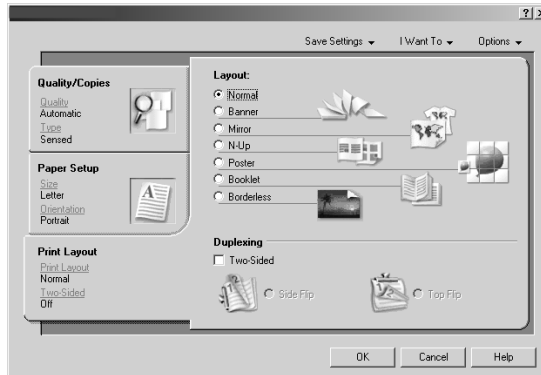 Save Settings
I Want To
Options
Quality/Copies
Quality
Automatic
Type
Sensed
Paper Setup
Size
Letter
Orientation
Portrait
Print Layout
Print Layout
Normal
Two-Sided
Off
Layout:
Normal
Banner
Mirror
N-Up
Poster
Booklet
Borderless
Duplexing
Two-Sided
Side Flip
Top Flip
OK
Cancel
Help